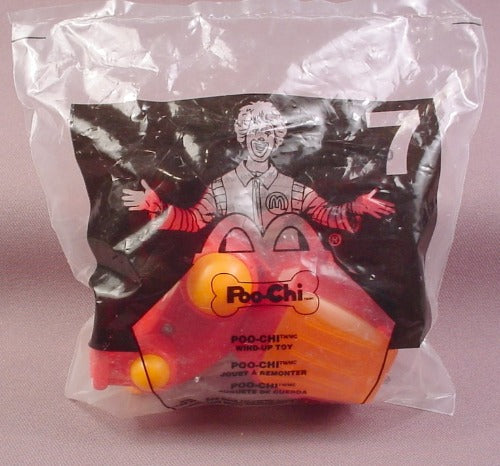 7
®
Poo-Chi™
POO-CHI™/MC
WIND-UP TOY
POO-CHI™/MC
JOUET À REMONTER
POO-CHI™/MC
JUGUETE DE CUERDA